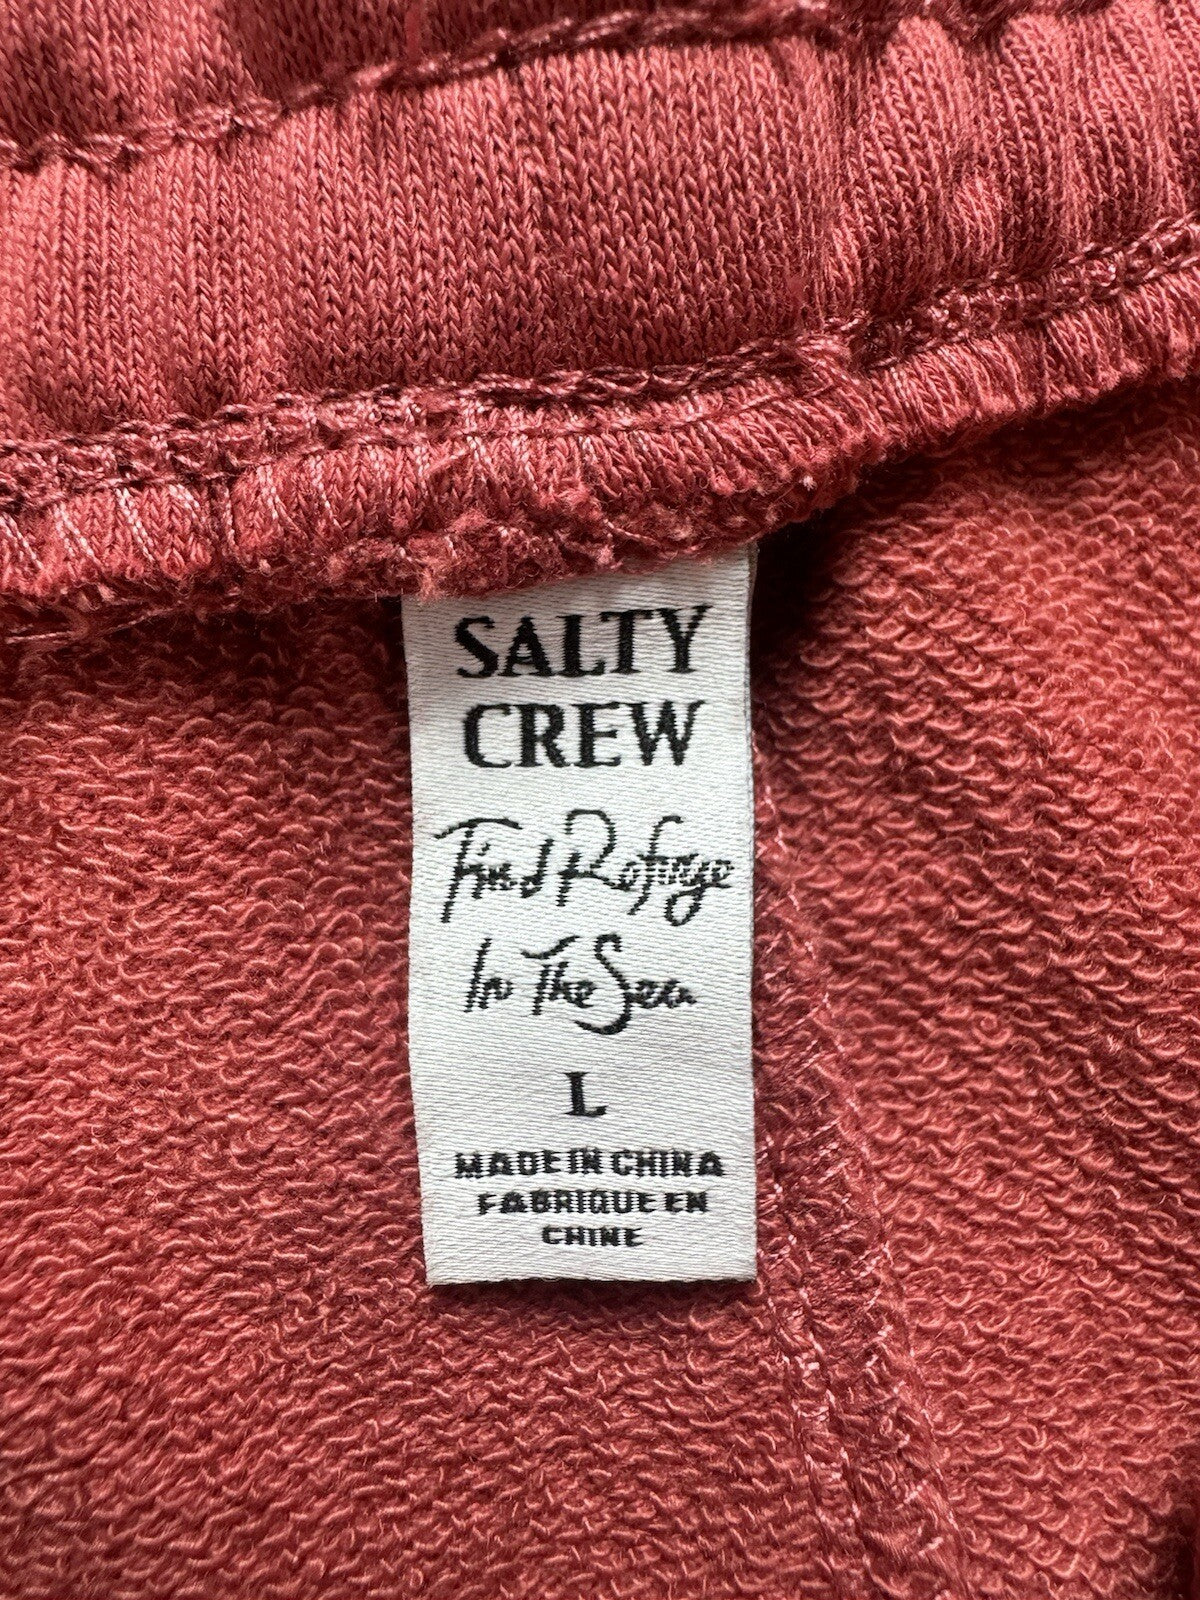 SALTY
CREW
Find Refuge
In The Sea
L
MADE IN CHINA
FABRIQUE EN
CHINE